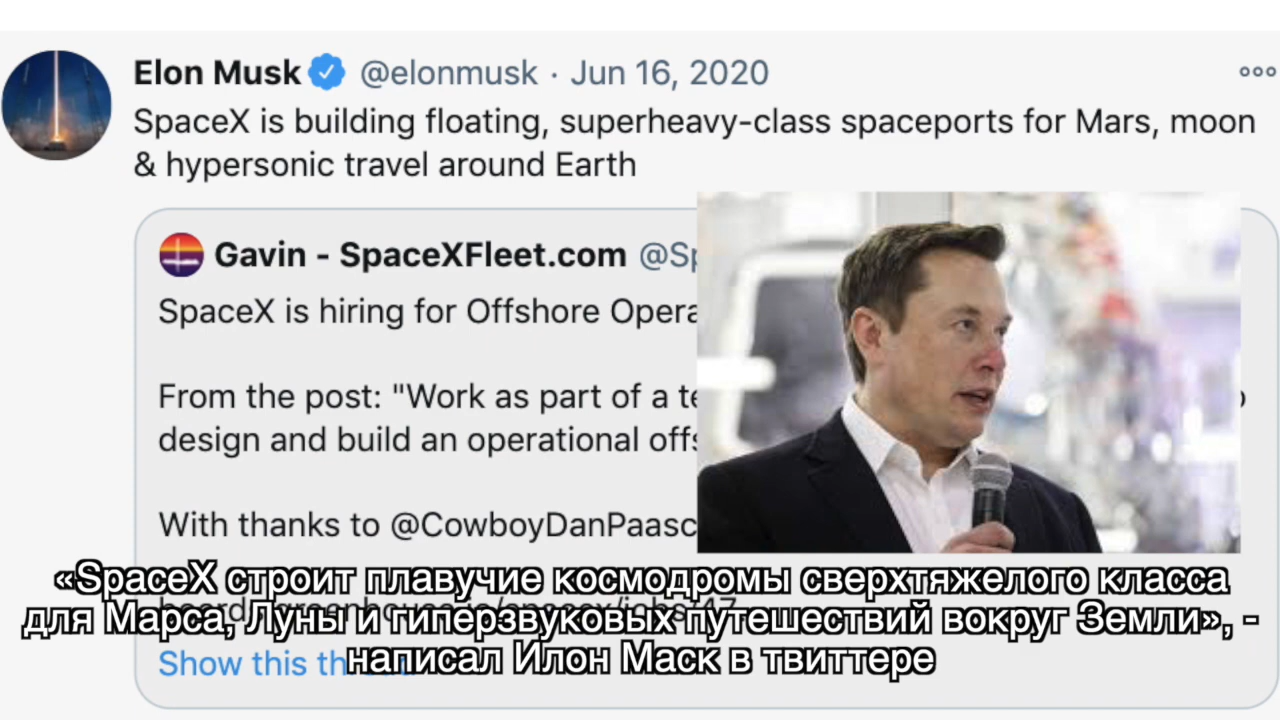 Elon Musk @elonmusk · Jun 16, 2020
SpaceX is building floating, superheavy-class spaceports for Mars, moon
& hypersonic travel around Earth
Gavin - SpaceXFleet.com
SpaceX is hiring for Offshore
From the post: "Work as part of a
design and build an operational
With thanks to
«SpaceX строит плавучие космодромы сверхтяжелого класса
для Марса, Луны и гиперзвуковых путешествий вокруг Земли», -
Show this
написал Илон Маск в твиттере